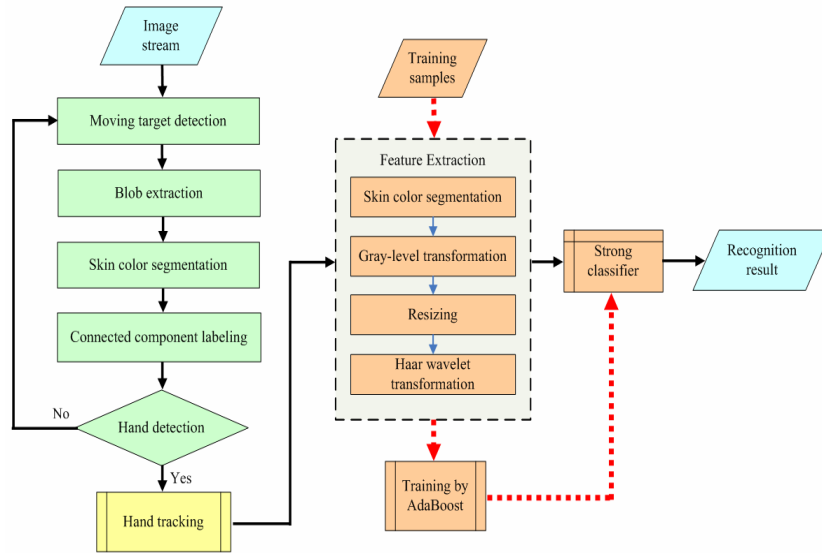 Image
stream
Moving target detection
Blob extraction
Skin color segmentation
Connected component labeling
Hand detection
No
Yes
Hand tracking
Training
samples
Feature Extraction
Skin color segmentation
Gray-level transformation
Resizing
Haar wavelet
transformation
Training by
AdaBoost
Strong
classifier
Recognition
result